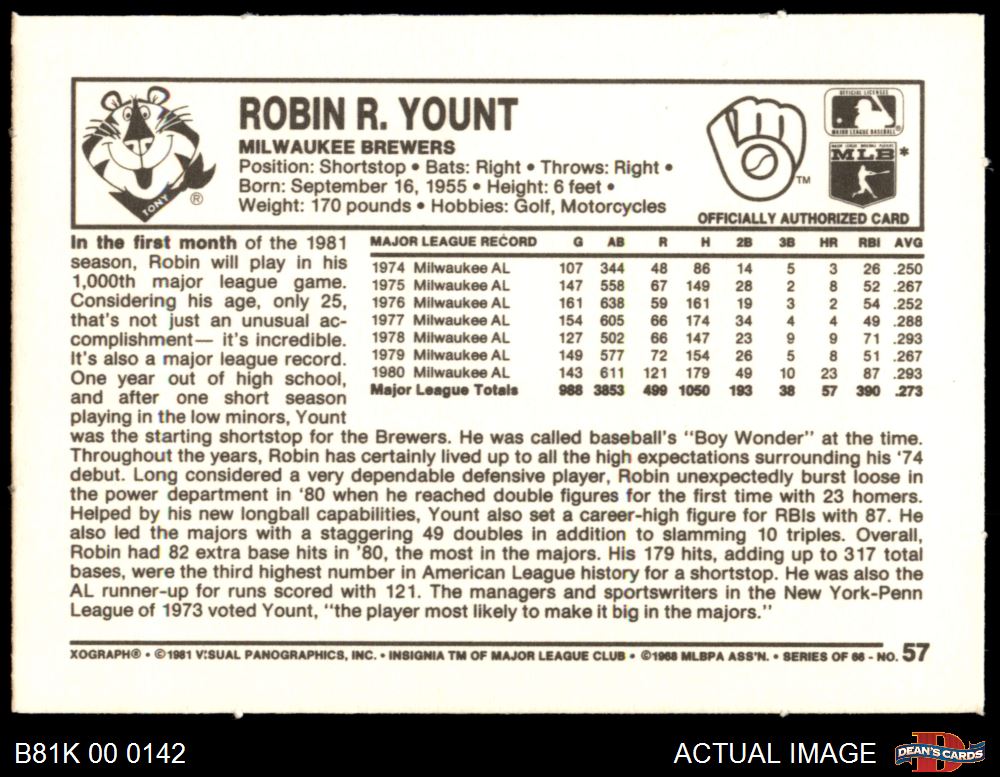 ROBIN R. YOUNT
MILWAUKEE BREWERS
Position: Shortstop • Bats: Right • Throws: Right •
Born: September 16, 1955 • Height: 6 feet •
Weight: 170 pounds • Hobbies: Golf, Motorcycles
TONY
®
TM
OFFICIAL LICENSEE
MAJOR LEAGUE BASEBALL
MAJOR LEAGUE BASEBALL PLAYERS
MLB *
OFFICIALLY AUTHORIZED CARD
In the first month of the 1981
season, Robin will play in his
1,000th major league game.
Considering his age, only 25,
that's not just an unusual ac-
complishment— it's incredible.
It's also a major league record.
One year out of high school,
and after one short season
playing in the low minors, Yount
MAJOR LEAGUE RECORD G AB R H 2B 3B HR RBI AVG
1974 Milwaukee AL 107 344 48 86 14 5 3 26 .250
1975 Milwaukee AL 147 558 67 149 28 2 8 52 .267
1976 Milwaukee AL 161 638 59 161 19 3 2 54 .252
1977 Milwaukee AL 154 605 66 174 34 4 4 49 .288
1978 Milwaukee AL 127 502 66 147 23 9 9 71 .293
1979 Milwaukee AL 149 577 72 154 26 5 8 51 .267
1980 Milwaukee AL 143 611 121 179 49 10 23 87 .293
Major League Totals 988 3853 499 1050 193 38 57 390 .273
was the starting shortstop for the Brewers. He was called baseball's "Boy Wonder" at the time.
Throughout the years, Robin has certainly lived up to all the high expectations surrounding his '74
debut. Long considered a very dependable defensive player, Robin unexpectedly burst loose in
the power department in '80 when he reached double figures for the first time with 23 homers.
Helped by his new longball capabilities, Yount also set a career-high figure for RBIs with 87. He
also led the majors with a staggering 49 doubles in addition to slamming 10 triples. Overall,
Robin had 82 extra base hits in '80, the most in the majors. His 179 hits, adding up to 317 total
bases, were the third highest number in American League history for a shortstop. He was also the
AL runner-up for runs scored with 121. The managers and sportswriters in the New York-Penn
League of 1973 voted Yount, "the player most likely to make it big in the majors."
XOGRAPH® • ©1981 VISUAL PANOGRAPHICS, INC. • INSIGNIA TM OF MAJOR LEAGUE CLUB • ©1968 MLBPA ASS'N. • SERIES OF 66 - NO. 57
B81K 00 0142
ACTUAL IMAGE
DEAN'S CARDS